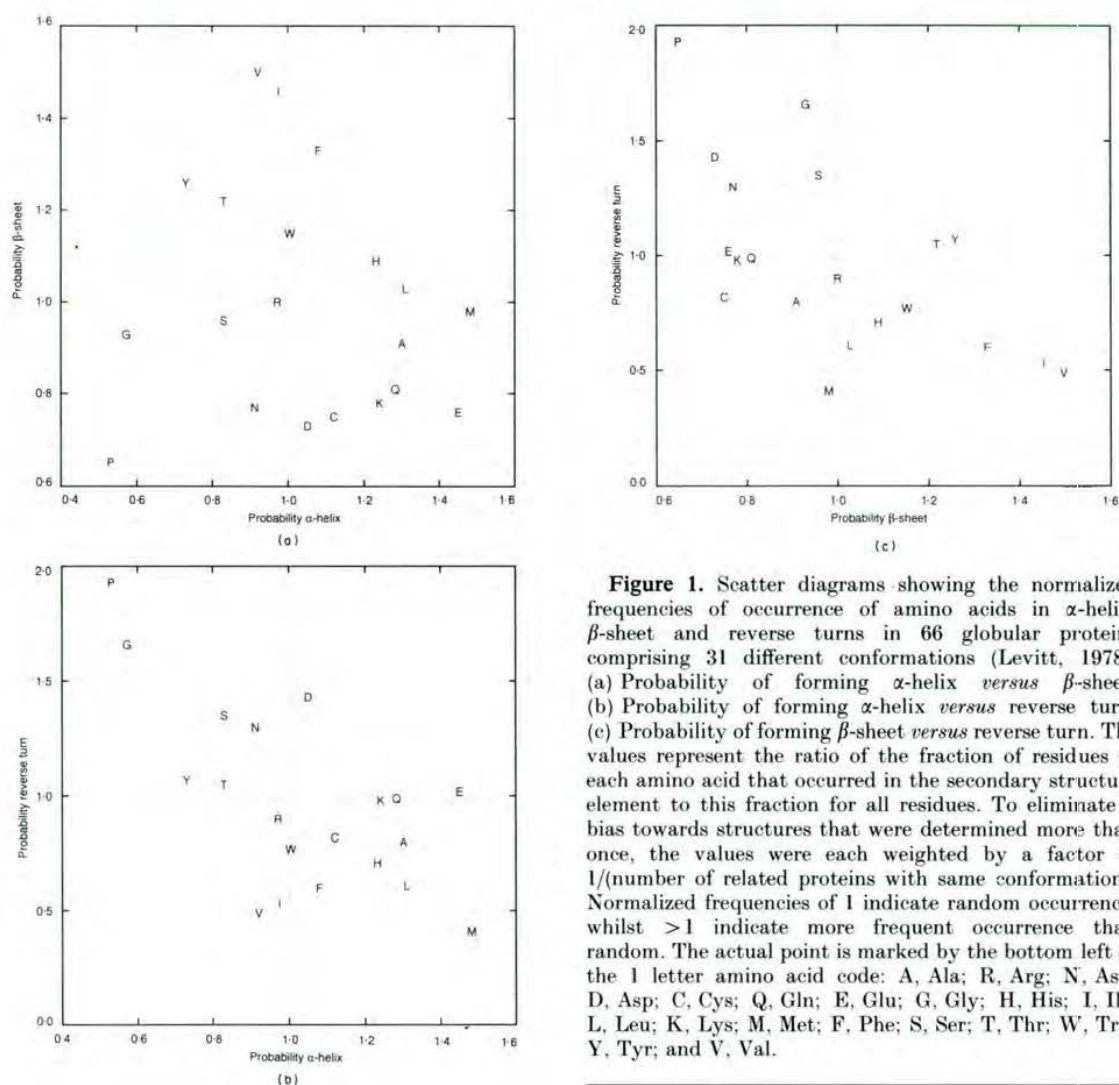 1·6
1·4
1·2
1·0
0·8
0·6
Probability β-sheet
V
I
F
Y
T
W
H
L
R
S
M
G
A
Q
K
N
E
C
D
P
0·4 0·6 0·8 1·0 1·2 1·4 1·6
Probability α-helix
(a)
2·0
1·5
1·0
0·5
0·0
Probability reverse turn
P
G
D
S
N
Y
T
E
Q
K
R
C
A
W
H
L
F
I
V
M
0·4 0·6 0·8 1·0 1·2 1·4 1·6
Probability α-helix
(b)
2·0
1·5
1·0
0·5
0·0
Probability reverse turn
P
G
D
S
N
Y
T
E
K Q
R
C
A
W
H
L
F
I
V
M
0·6 0·8 1·0 1·2 1·4 1·6
Probability β-sheet
(c)
Figure 1. Scatter diagrams showing the normalize
frequencies of occurrence of amino acids in α-heli
β-sheet and reverse turns in 66 globular protein
comprising 31 different conformations (Levitt, 1978
(a) Probability of forming α-helix versus β-shee
(b) Probability of forming α-helix versus reverse tur
(c) Probability of forming β-sheet versus reverse turn. Th
values represent the ratio of the fraction of residues
each amino acid that occurred in the secondary structu
element to this fraction for all residues. To eliminate
bias towards structures that were determined more tha
once, the values were each weighted by a factor
1/(number of related proteins with same conformation
Normalized frequencies of 1 indicate random occurrenc
whilst >1 indicate more frequent occurrence tha
random. The actual point is marked by the bottom left
the 1 letter amino acid code: A, Ala; R, Arg; N, As
D, Asp; C, Cys; Q, Gln; E, Glu; G, Gly; H, His; I, Il
L, Leu; K, Lys; M, Met; F, Phe; S, Ser; T, Thr; W, Tr
Y, Tyr; and V, Val.